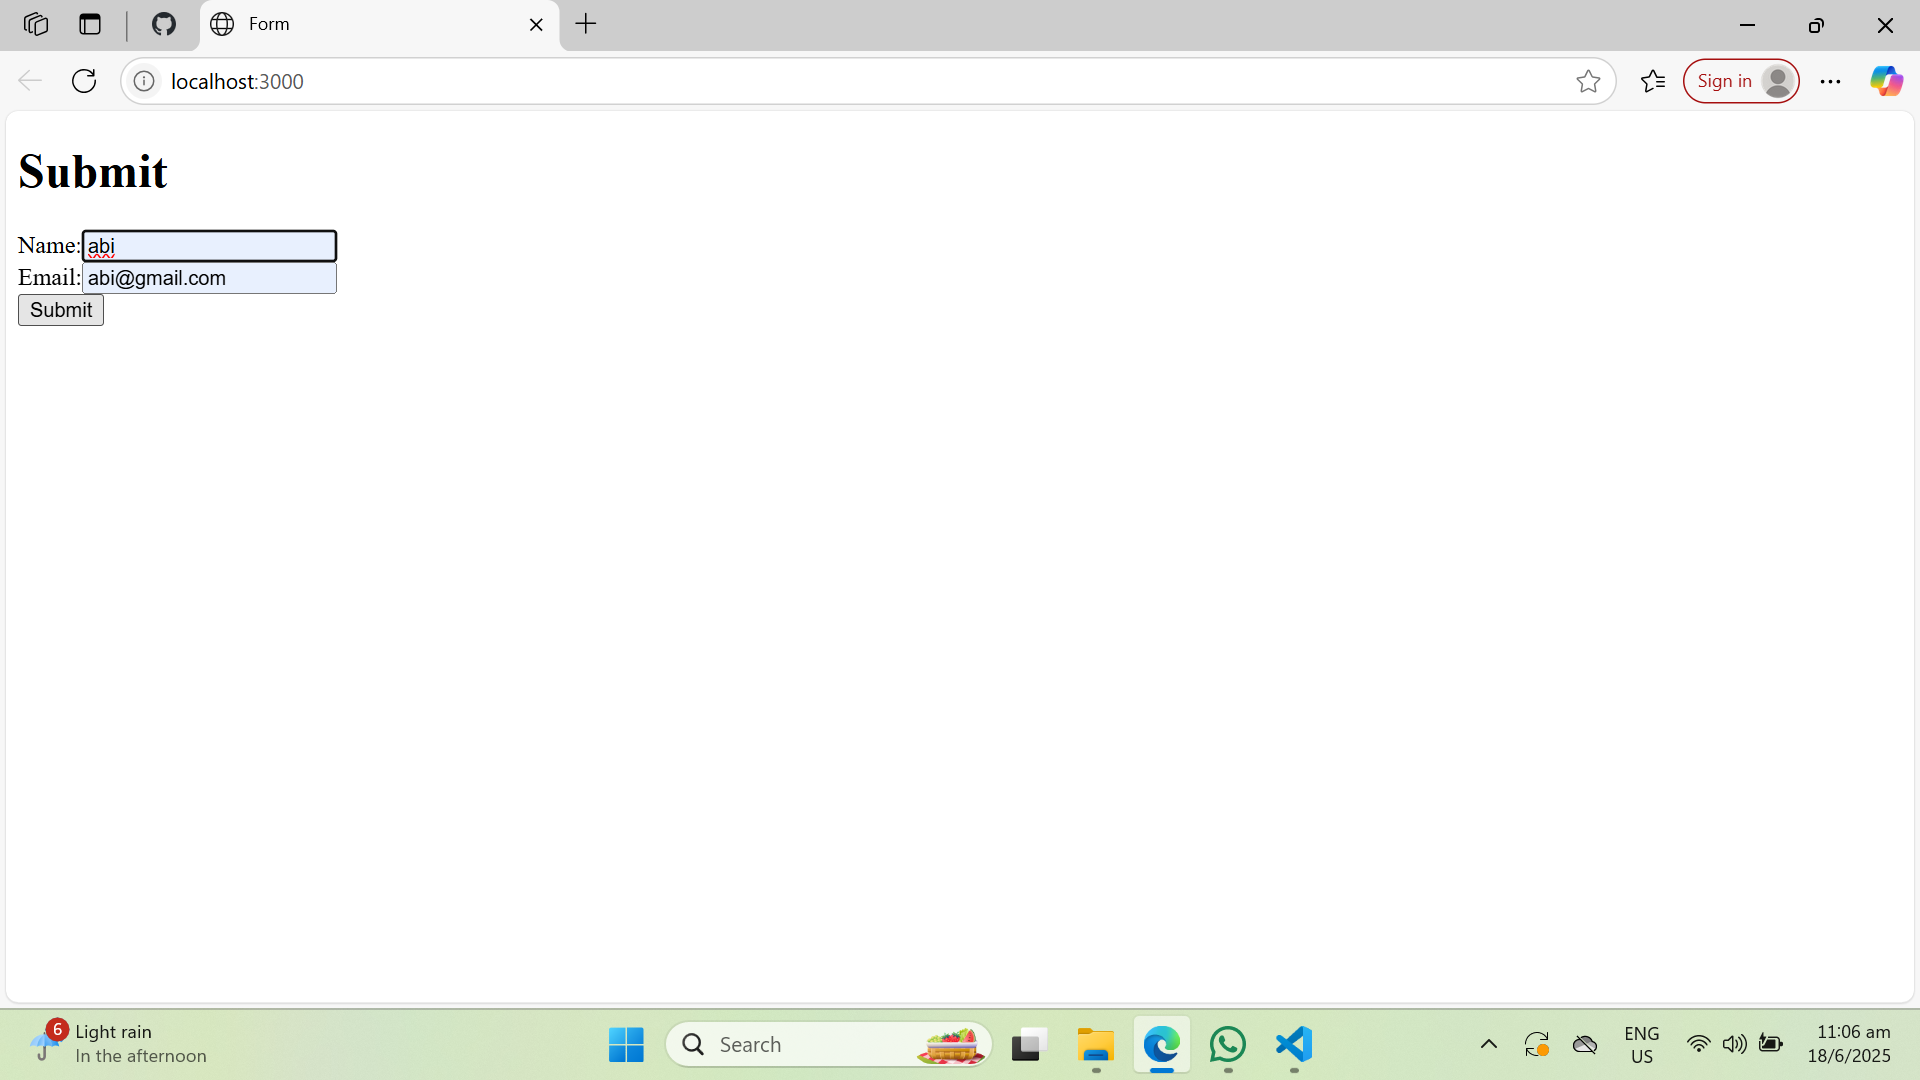 Form
localhost:3000
Sign in
Submit
Name: abi
Email: abi@gmail.com
Submit
6
Light rain
In the afternoon
Search
ENG
US
11:06 am
18/6/2025